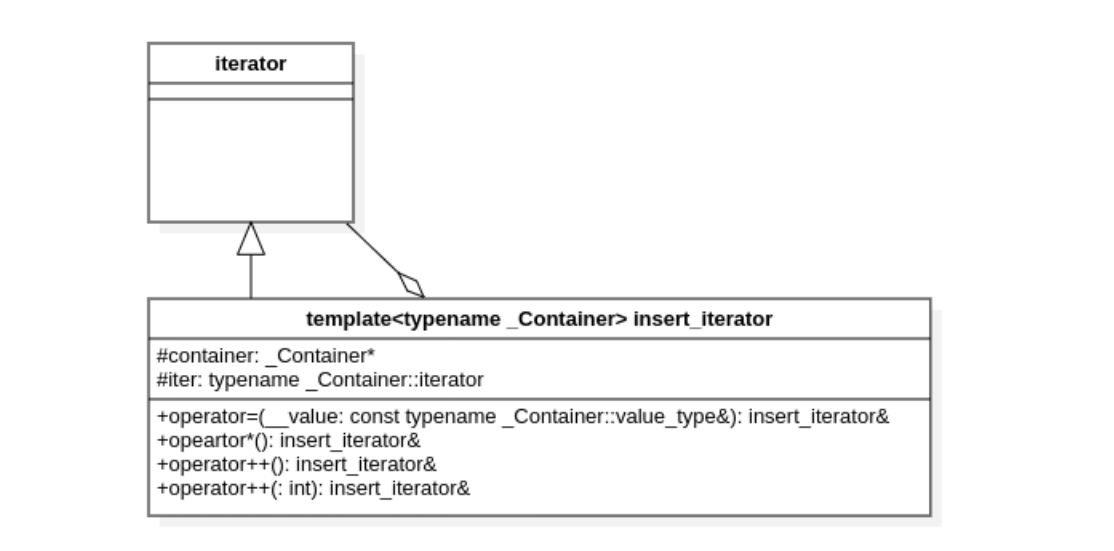 iterator
template<typename _Container> insert_iterator
#container: _Container*
#iter: typename _Container::iterator
+operator=(__value: const typename _Container::value_type&): insert_iterator&
+opeartor*(): insert_iterator&
+operator++(): insert_iterator&
+operator++(: int): insert_iterator&